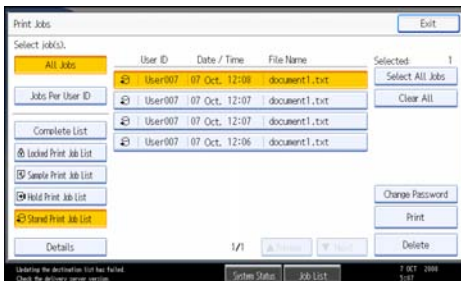 Print Jobs
Exit
Select job(s).
All Jobs
User ID
Date / Time
File Name
Selected:
1
User007
07 Oct. 12:08
document1.txt
Select All Jobs
Jobs Per User ID
User007
07 Oct. 12:07
document1.txt
Clear All
User007
07 Oct. 12:07
document1.txt
Complete List
User007
07 Oct. 12:06
document1.txt
Locked Print Job List
Sample Print Job List
Hold Print Job List
Change Password
Stored Print Job List
Print
Details
1/1
Delete
Updating the destination list has failed.
Check the delivery server version.
System Status
Job List
7 OCT 2008
5:07